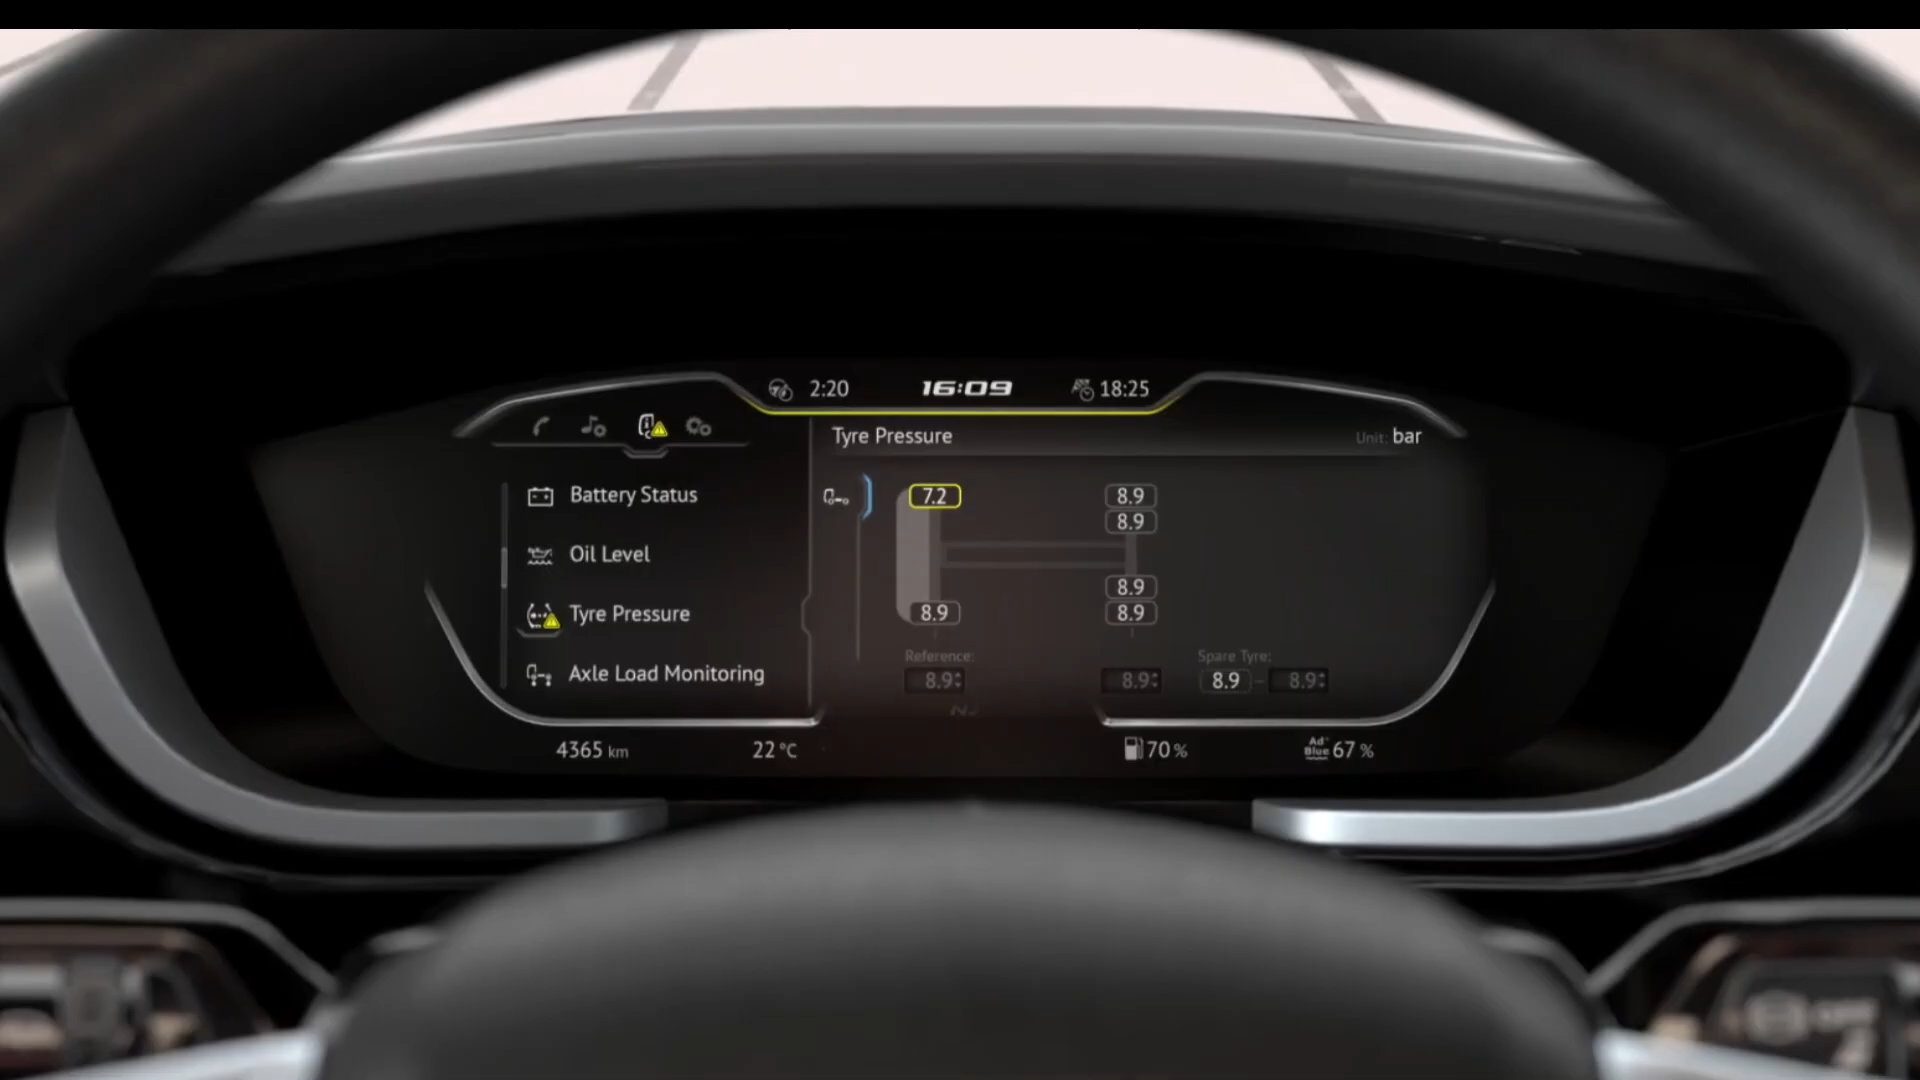 2:20 16:09 18:25
Tyre Pressure Unit: bar
Battery Status
Oil Level
Tyre Pressure
Axle Load Monitoring
7.2 8.9
8.9
8.9
8.9 8.9
Reference: Spare Tyre:
8.9 8.9 8.9 - 8.9
4365 km 22 °C 70 % Ad Blue 67 %